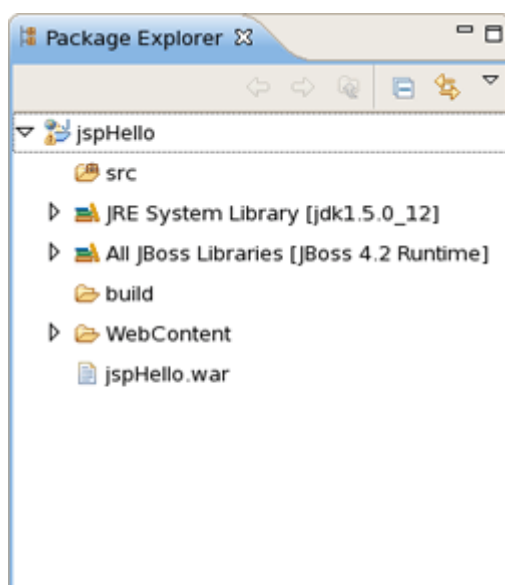 Package Explorer
jspHello
src
JRE System Library [jdk1.5.0_12]
All JBoss Libraries [JBoss 4.2 Runtime]
build
WebContent
jspHello.war